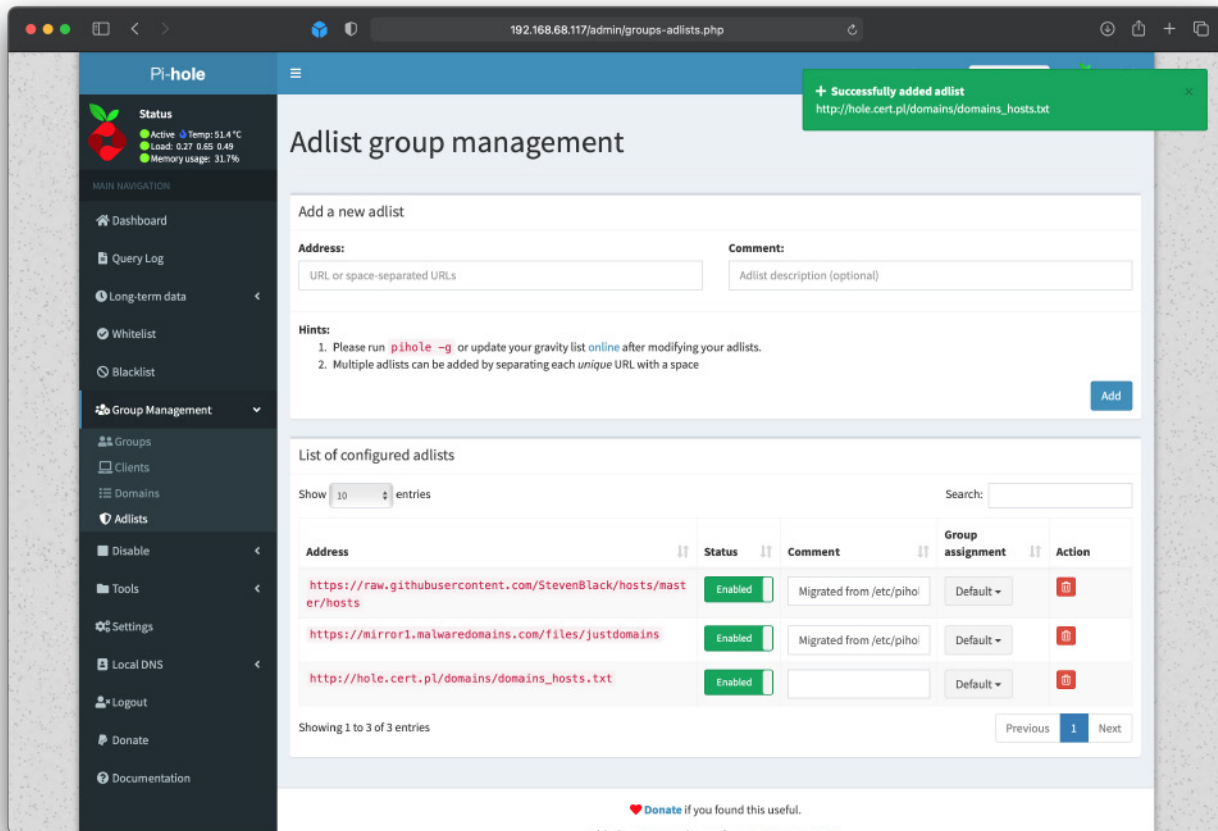 192.168.68.117/admin/groups-adlists.php
Pi-hole
Status
Active Temp: 51.4 °C
Load: 0.27 0.65 0.49
Memory usage: 31.7%
MAIN NAVIGATION
Dashboard
Query Log
Long-term data
Whitelist
Blacklist
Group Management
Groups
Clients
Domains
Adlists
Disable
Tools
Settings
Local DNS
Logout
Donate
Documentation
Successfully added adlist
http://hole.cert.pl/domains/domains_hosts.txt
Adlist group management
Add a new adlist
Address: Comment:
URL or space-separated URLs Adlist description (optional)
Hints:
1. Please run pihole -g or update your gravity list online after modifying your adlists.
2. Multiple adlists can be added by separating each unique URL with a space
Add
List of configured adlists
Show 10 entries Search:
Address Status Comment Group assignment Action
https://raw.githubusercontent.com/StevenBlack/hosts/mast
er/hosts
Enabled Migrated from /etc/pihol Default
https://mirror1.malwaredomains.com/files/justdomains Enabled Migrated from /etc/pihol Default
http://hole.cert.pl/domains/domains_hosts.txt Enabled Default
Showing 1 to 3 of 3 entries Previous 1 Next
Donate if you found this useful.